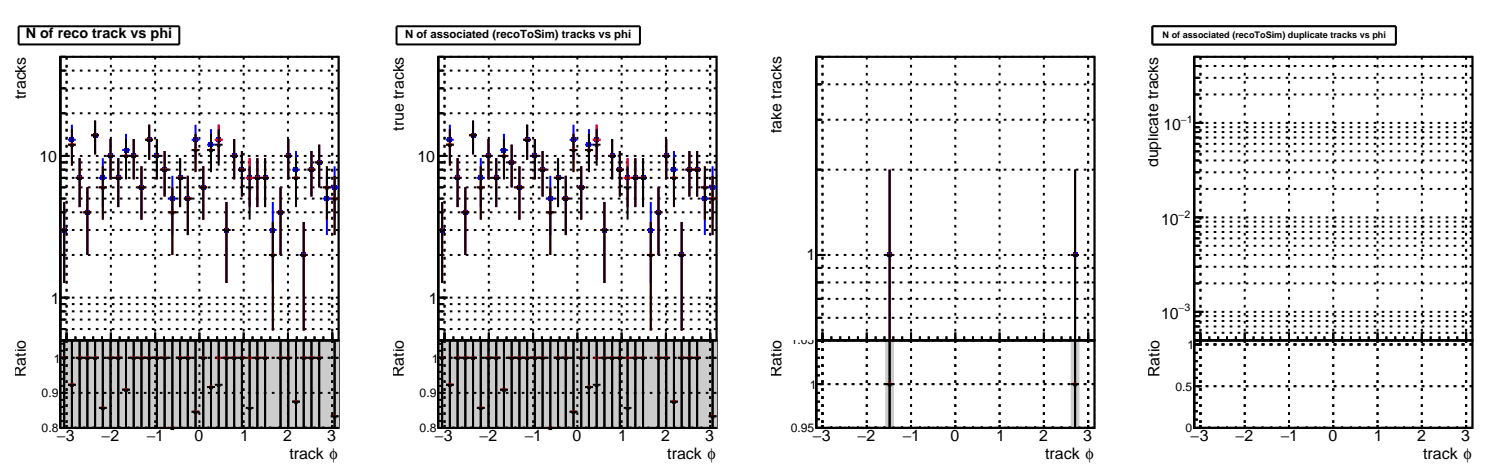 N of reco track vs phi
tracks
10
1
Ratio
1
0.9
0.8
−3 −2 −1 0 1 2 3
track ϕ
N of associated (recoToSim) tracks vs phi
true tracks
10
1
Ratio
1
0.9
0.8
−3 −2 −1 0 1 2 3
track ϕ
fake tracks
1
Ratio
1.05
1
0.95
−3 −2 −1 0 1 2 3
track ϕ
N of associated (recoToSim) duplicate tracks vs phi
duplicate tracks
10⁻¹
10⁻²
10⁻³
Ratio
1
0.5
0
−3 −2 −1 0 1 2 3
track ϕ